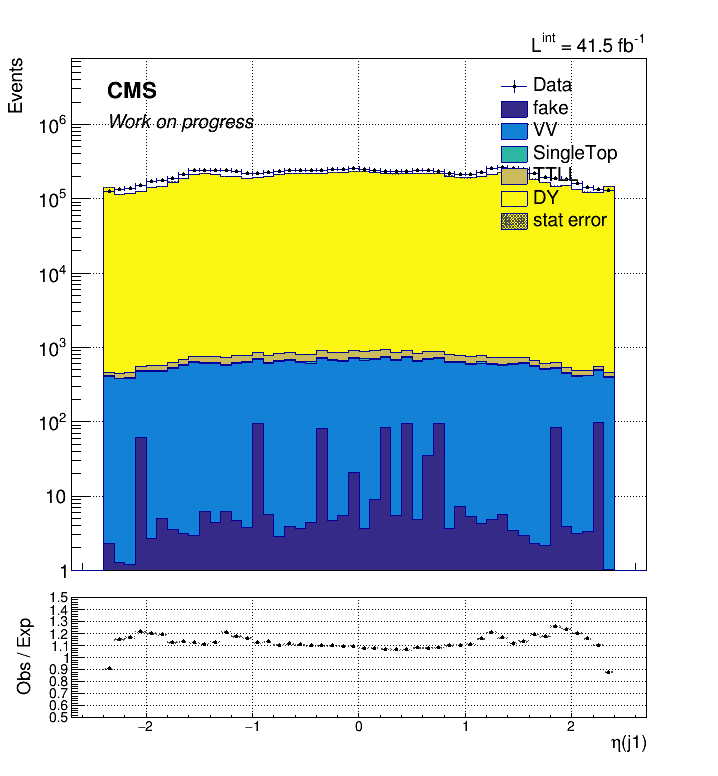 L^int = 41.5 fb^-1
Events
CMS
Work on progress
Data
fake
VV
SingleTop
TTLL
DY
stat error
10^6
10^5
10^4
10^3
10^2
10
1
Obs / Exp
1.5
1.4
1.3
1.2
1.1
1
0.9
0.8
0.7
0.6
0.5
−2
−1
0
1
2
η(j1)